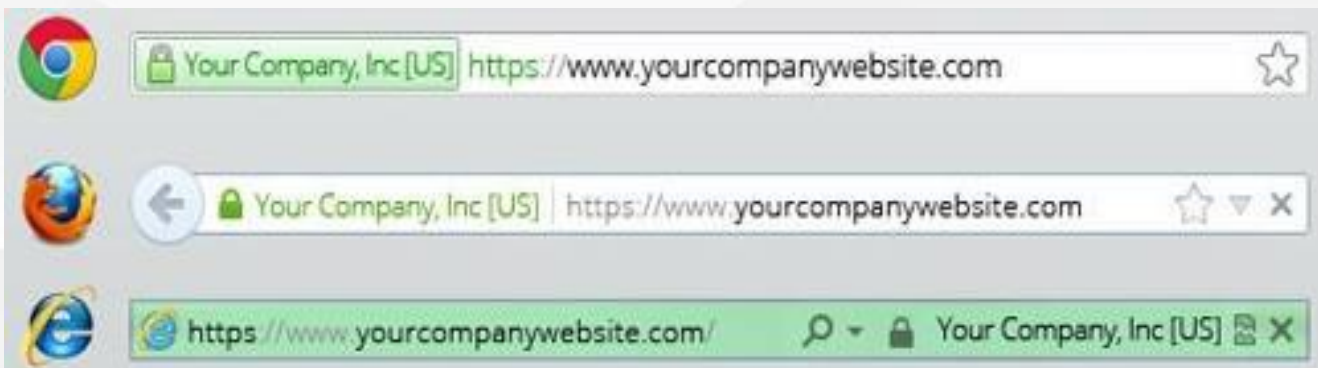 Your Company, Inc [US] https://www.yourcompanywebsite.com
Your Company, Inc [US] https://www.yourcompanywebsite.com
https://www.yourcompanywebsite.com/ Your Company, Inc [US]